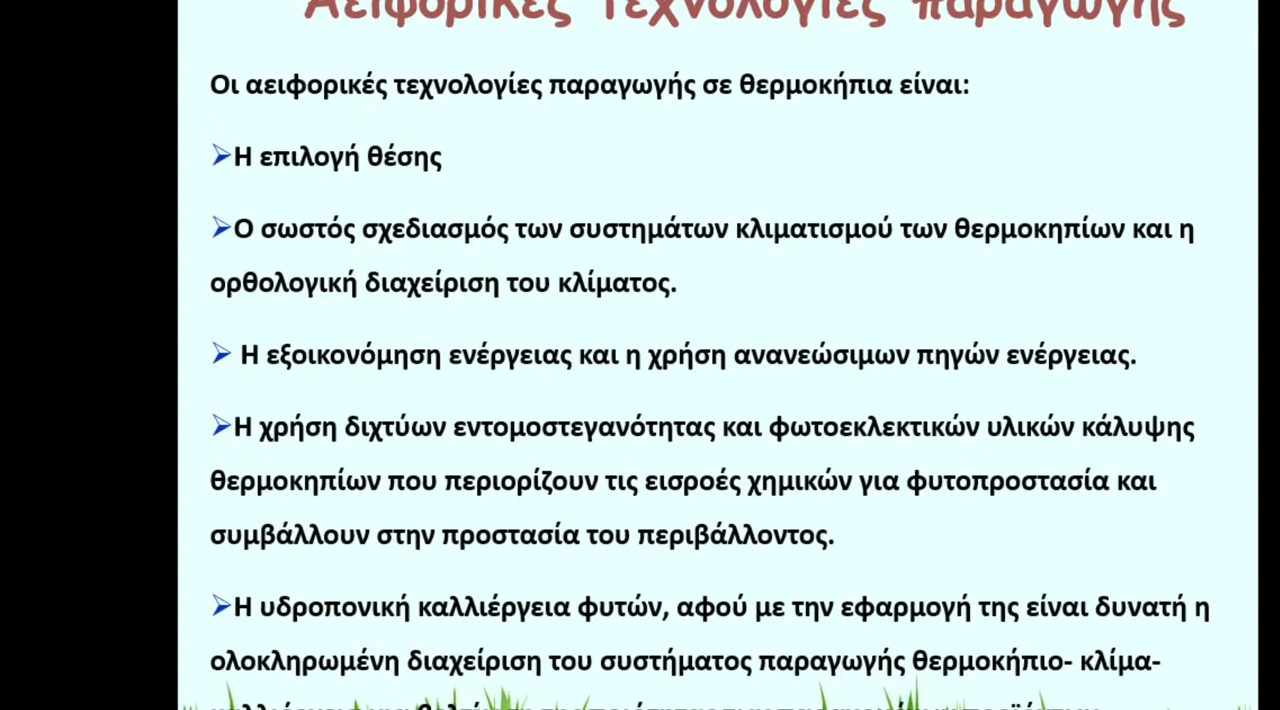 Αειφορικές τεχνολογίες παραγωγής
Οι αειφορικές τεχνολογίες παραγωγής σε θερμοκήπια είναι:
➢Η επιλογή θέσης
➢Ο σωστός σχεδιασμός των συστημάτων κλιματισμού των θερμοκηπίων και η
ορθολογική διαχείριση του κλίματος.
➢ Η εξοικονόμηση ενέργειας και η χρήση ανανεώσιμων πηγών ενέργειας.
➢Η χρήση διχτύων εντομοστεγανότητας και φωτοεκλεκτικών υλικών κάλυψης
θερμοκηπίων που περιορίζουν τις εισροές χημικών για φυτοπροστασία και
συμβάλλουν στην προστασία του περιβάλλοντος.
➢Η υδροπονική καλλιέργεια φυτών, αφού με την εφαρμογή της είναι δυνατή η
ολοκληρωμένη διαχείριση του συστήματος παραγωγής θερμοκήπιο- κλίμα-